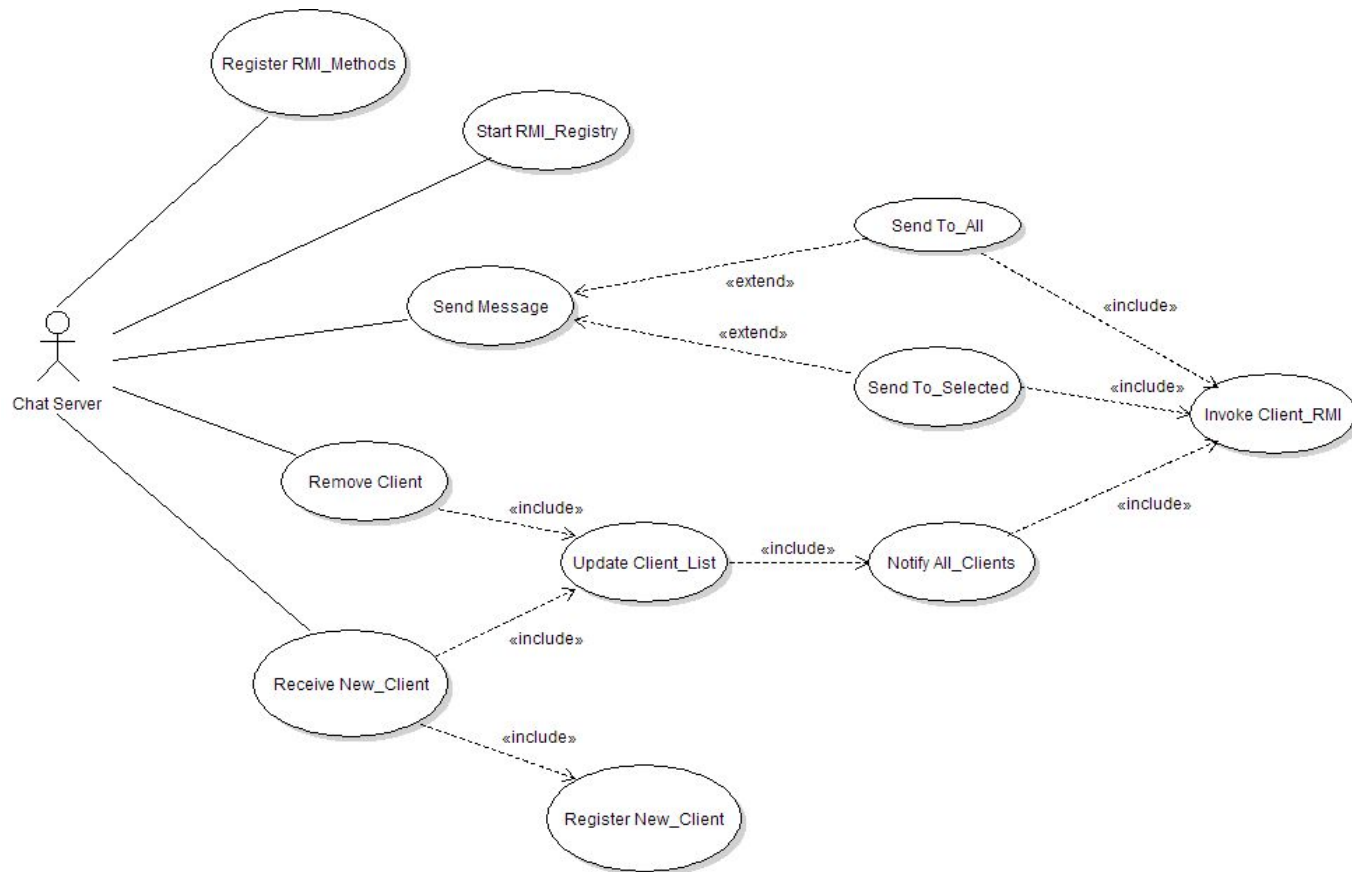 Register RMI_Methods
Start RMI_Registry
Send To_All
«extend»
Send Message
«include»
«extend»
Chat Server
Send To_Selected
«include»
Invoke Client_RMI
Remove Client
«include»
«include»
«include»
Update Client_List
Notify All_Clients
«include»
Receive New_Client
«include»
Register New_Client